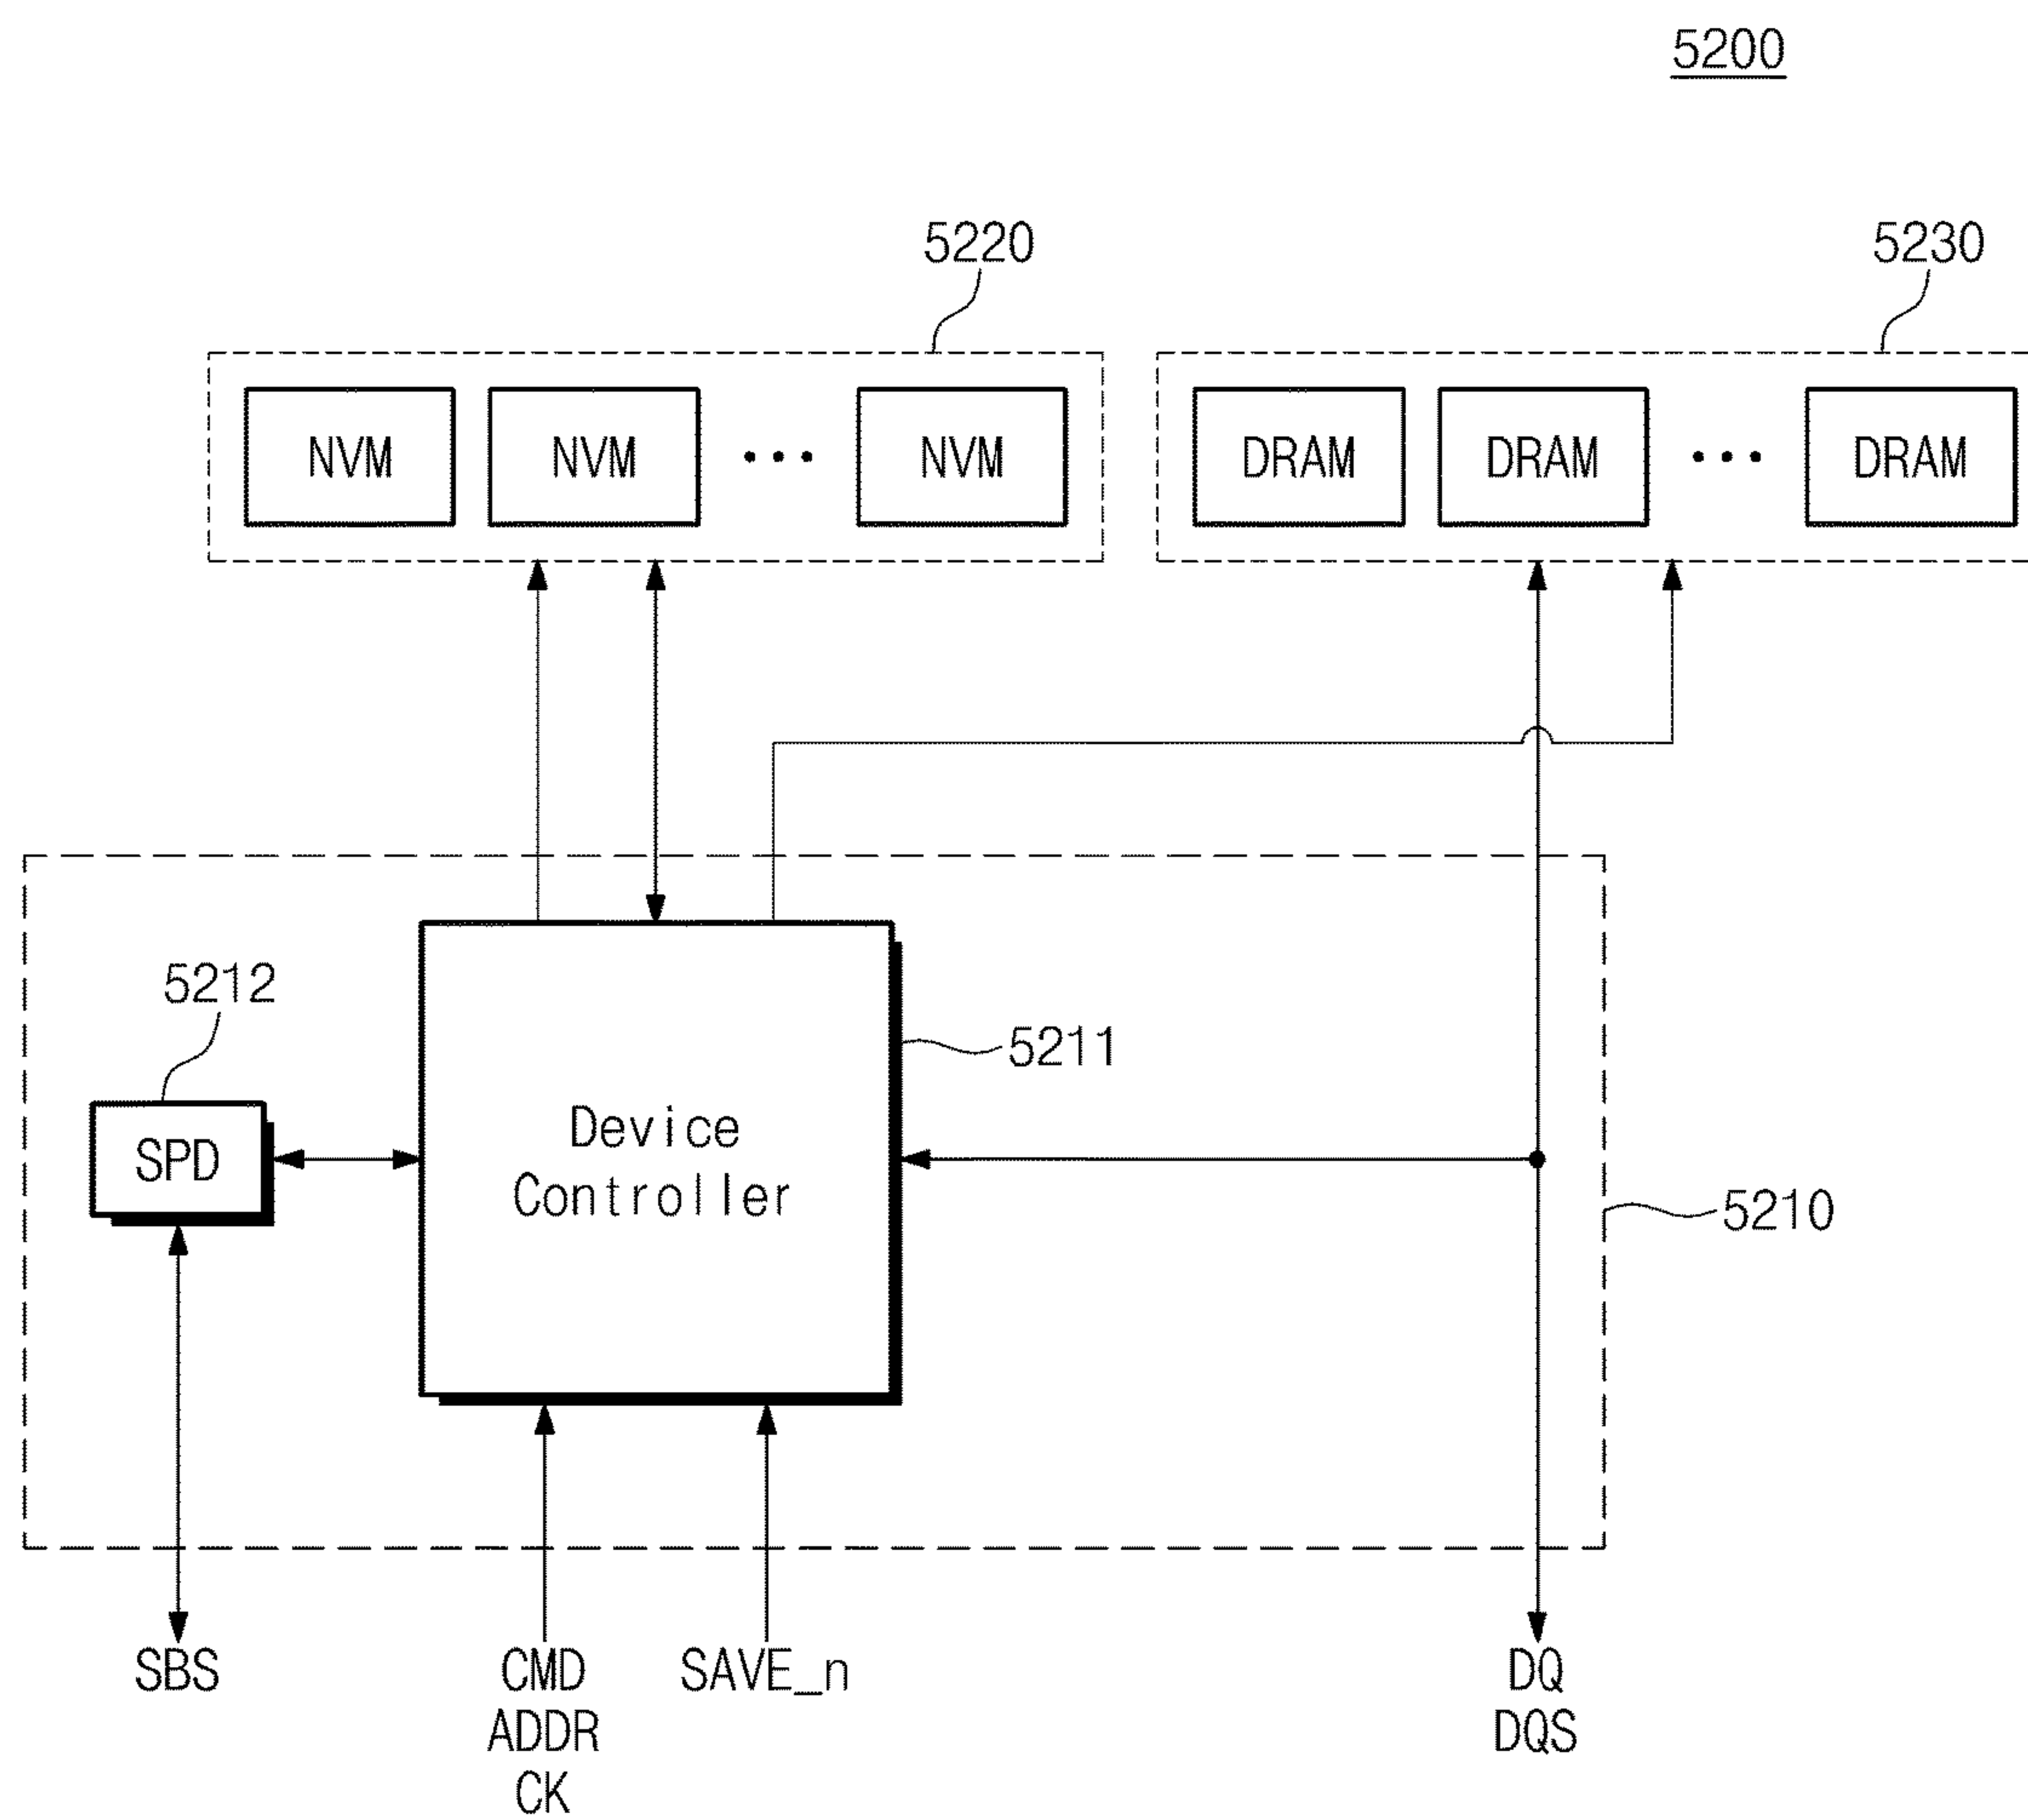 5200
5220
5230
NVM
NVM
NVM
DRAM
DRAM
DRAM
5212
5211
Device
Controller
SPD
5210
SBS
CMD
ADDR
CK
SAVE_n
DQ
DQS